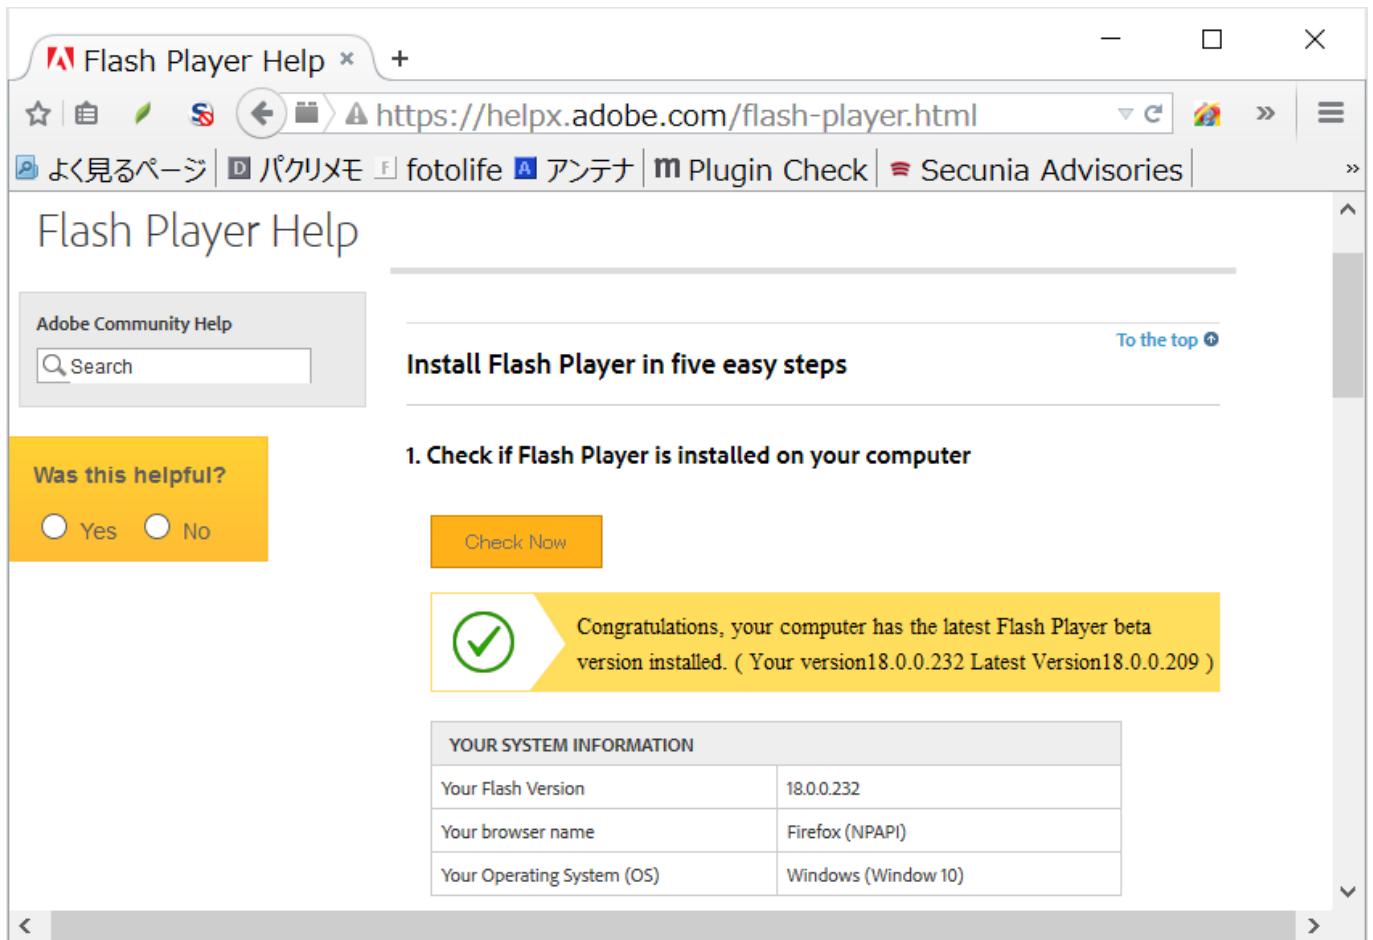 Flash Player Help
https://helpx.adobe.com/flash-player.html
よく見るページ D パクリメモ F fotolife A アンテナ m Plugin Check Secunia Advisories »
Flash Player Help
Adobe Community Help
Search
To the top
Install Flash Player in five easy steps
Was this helpful?
Yes No
1. Check if Flash Player is installed on your computer
Check Now
Congratulations, your computer has the latest Flash Player beta
version installed. ( Your version18.0.0.232 Latest Version18.0.0.209 )
YOUR SYSTEM INFORMATION
Your Flash Version 18.0.0.232
Your browser name Firefox (NPAPI)
Your Operating System (OS) Windows (Window 10)